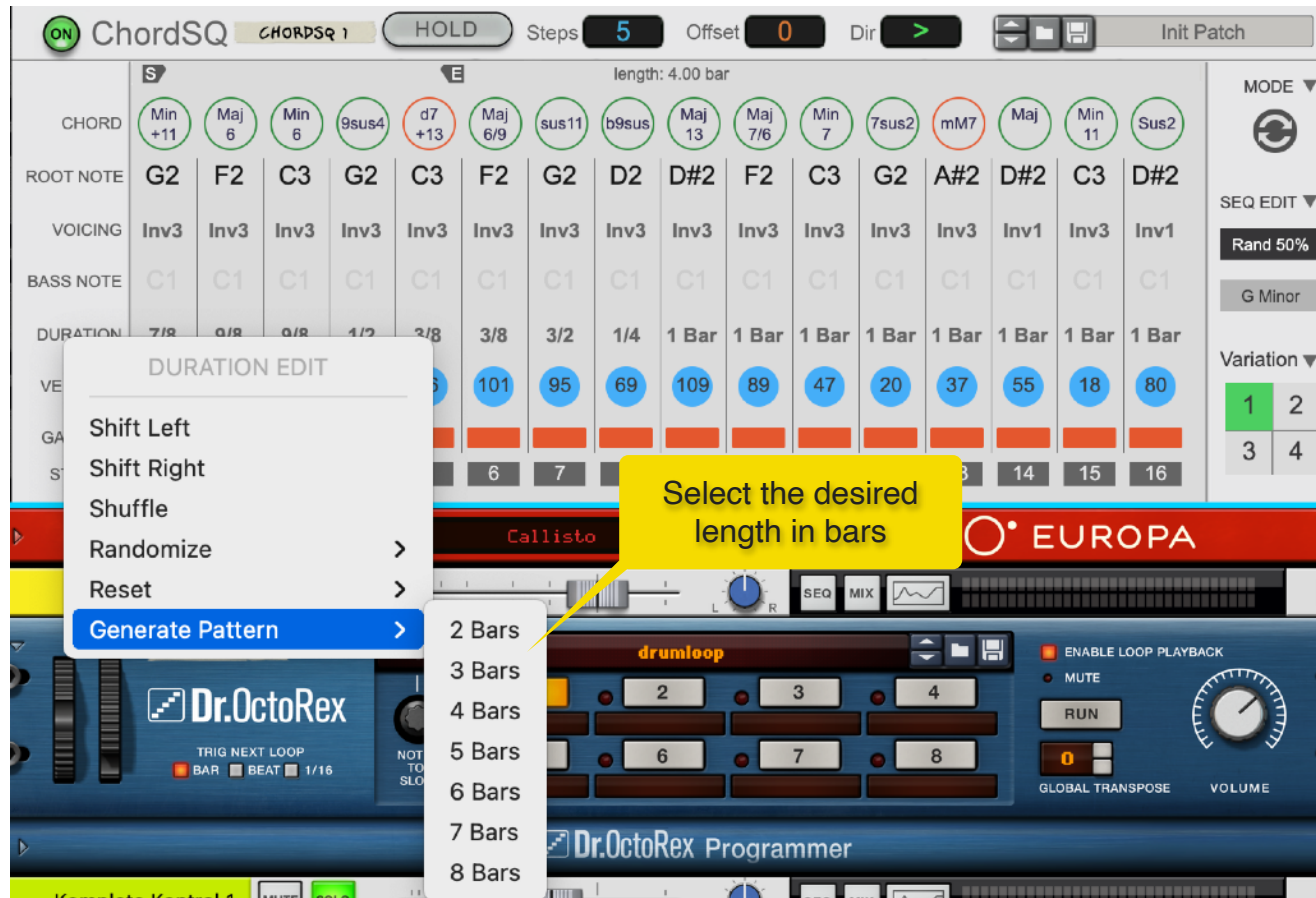 ON ChordSQ CHORDSQ 1 HOLD Steps 5 Offset 0 Dir > Init Patch
S E length: 4.00 bar MODE ▼
CHORD Min +11 Maj 6 Min 6 9sus4 d7 +13 Maj 6/9 sus11 b9sus Maj 13 Maj 7/6 Min 7 7sus2 mM7 Maj Min 11 Sus2
ROOT NOTE G2 F2 C3 G2 C3 F2 G2 D2 D#2 F2 C3 G2 A#2 D#2 C3 D#2
SEQ EDIT ▼
VOICING Inv3 Inv3 Inv3 Inv3 Inv3 Inv3 Inv3 Inv3 Inv3 Inv3 Inv3 Inv3 Inv3 Inv1 Inv3 Inv1
Rand 50%
BASS NOTE C1 C1 C1 C1 C1 C1 C1 C1 C1 C1 C1 C1 C1 C1 C1 C1
G Minor
DURATION 7/8 9/8 9/8 1/2 3/8 3/8 3/2 1/4 1 Bar 1 Bar 1 Bar 1 Bar 1 Bar 1 Bar 1 Bar 1 Bar
Variation ▼
VE 101 95 69 109 89 47 20 37 55 18 80
1 2
GA
3 4
6 7 14 15 16
DURATION EDIT
Shift Left
Shift Right
Shuffle
Randomize >
Reset >
Generate Pattern >
2 Bars
3 Bars
4 Bars
5 Bars
6 Bars
7 Bars
8 Bars
Select the desired
length in bars
Callisto EUROPA
L R SEQ MIX
drumloop
ENABLE LOOP PLAYBACK
MUTE
2 3 4
RUN
Dr.OctoRex
TRIG NEXT LOOP
BAR BEAT 1/16
NOT
TO
SLO
6 7 8
0
GLOBAL TRANSPOSE VOLUME
Dr.OctoRex Programmer